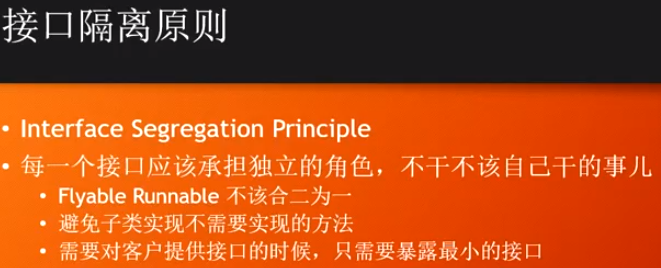 接口隔离原则
• Interface Segregation Principle
• 每一个接口应该承担独立的角色，不干不该自己干的事儿
• Flyable Runnable 不该合二为一
• 避免子类实现不需要实现的方法
• 需要对客户提供接口的时候，只需要暴露最小的接口